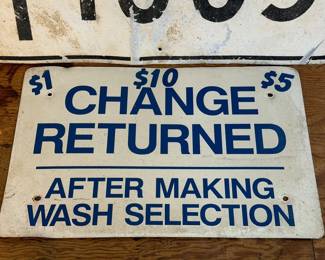 $1 $10 $5
CHANGE
RETURNED
AFTER MAKING
WASH SELECTION